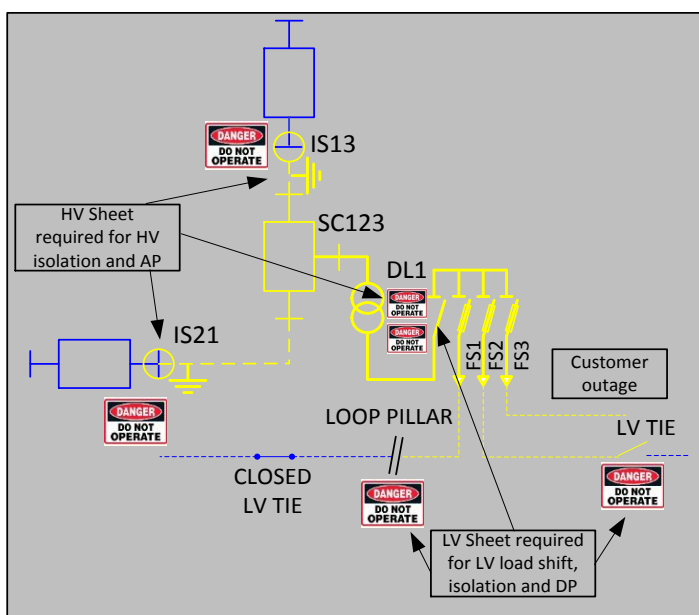 DANGER
DO NOT
OPERATE
IS13
HV Sheet
required for HV
isolation and AP
SC123
DL1
DANGER
DO NOT
OPERATE
DANGER
DO NOT
OPERATE
IS21
FS1
FS2
FS3
Customer
outage
DANGER
DO NOT
OPERATE
LOOP PILLAR
LV TIE
CLOSED
LV TIE
DANGER
DO NOT
OPERATE
DANGER
DO NOT
OPERATE
LV Sheet required
for LV load shift,
isolation and DP